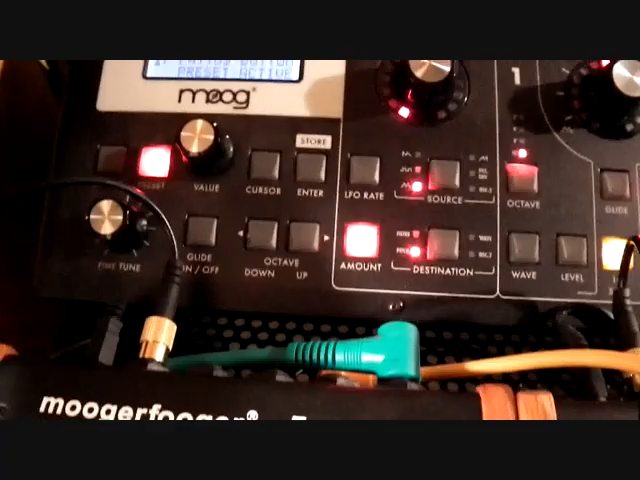 PRESET ACTIVE
moog
STORE
PRESET
VALUE
CURSOR
ENTER
LFO RATE
SOURCE
1
OCTAVE
GLIDE
FINE TUNE
GLIDE
ON / OFF
OCTAVE
DOWN UP
AMOUNT
DESTINATION
WAVE
LEVEL
moogerfooger®